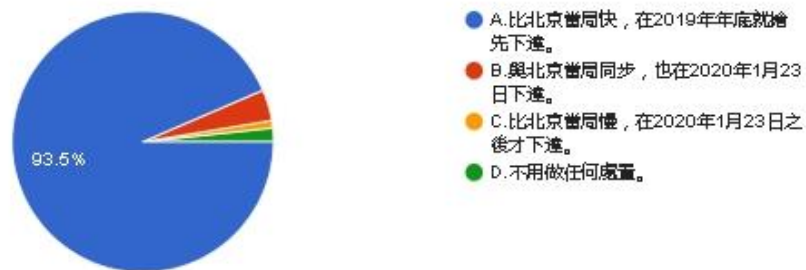 A.比北京當局快，在2019年年底就搶
先下達。
B.與北京當局同步，也在2020年1月23
日下達。
C.比北京當局慢，在2020年1月23日之
後才下達。
D.不用做任何處置。
93.5%